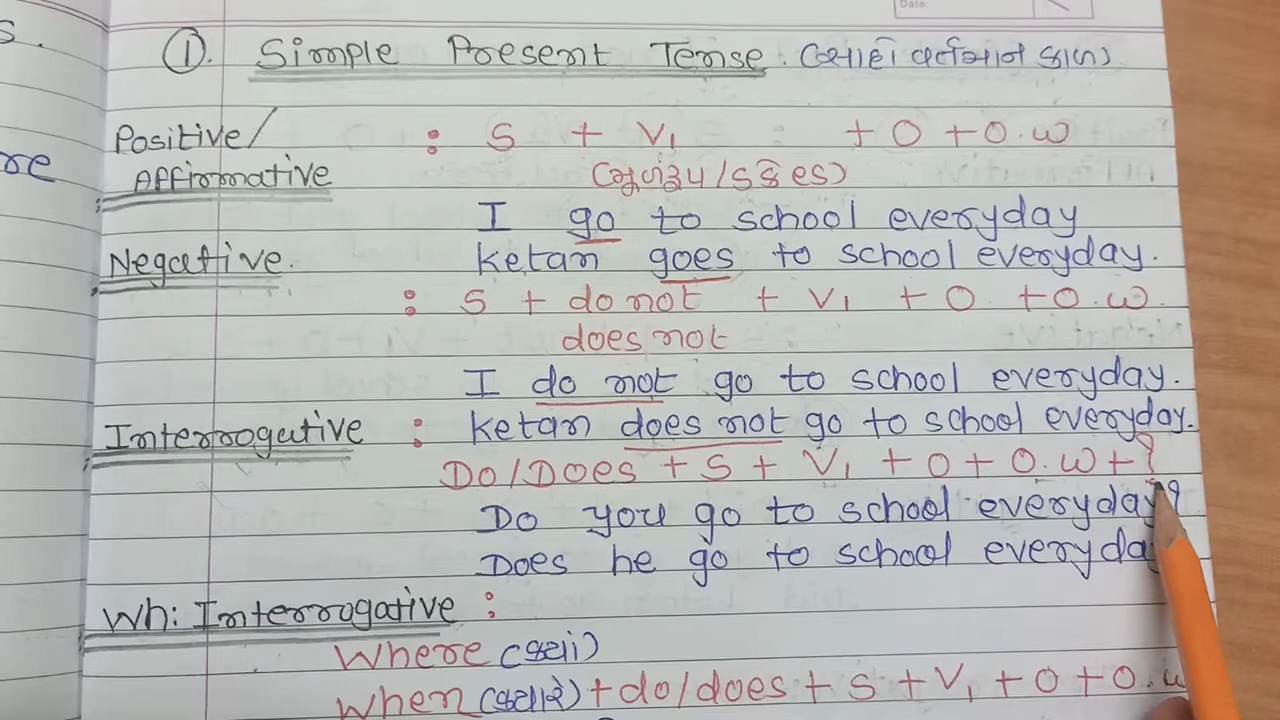 Date:
s.
① Simple Present Tense (સાદો વર્તમાન કાળ)
Positive/ : S + V₁ + O + O.W
Affirmative (મૂળરૂપ/s કે es)
I go to school everyday
Negative. Ketan goes to school everyday.
re
: S + do not + V₁ + O + O.W
does not
I do not go to school everyday.
Interrogative : Ketan does not go to school everyday.
Do/Does + S + V₁ + O + O.W + ?
Do you go to school everyday?
Does he go to school everyda
Wh: Interrogative :
Where (ક્યાં)
When (ક્યારે) + do/does + S + V₁ + O + O.W